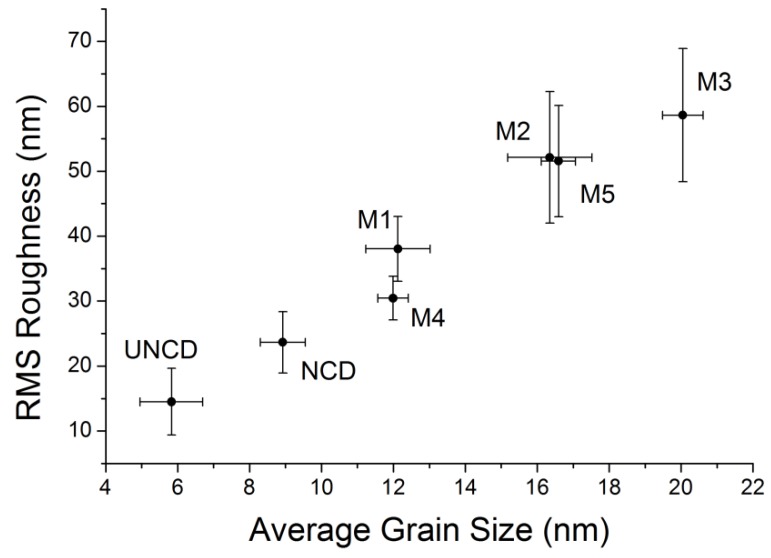 RMS Roughness (nm)
70
60
50
40
30
20
10
M3
M2
M5
M1
M4
UNCD
NCD
4 6 8 10 12 14 16 18 20 22
Average Grain Size (nm)